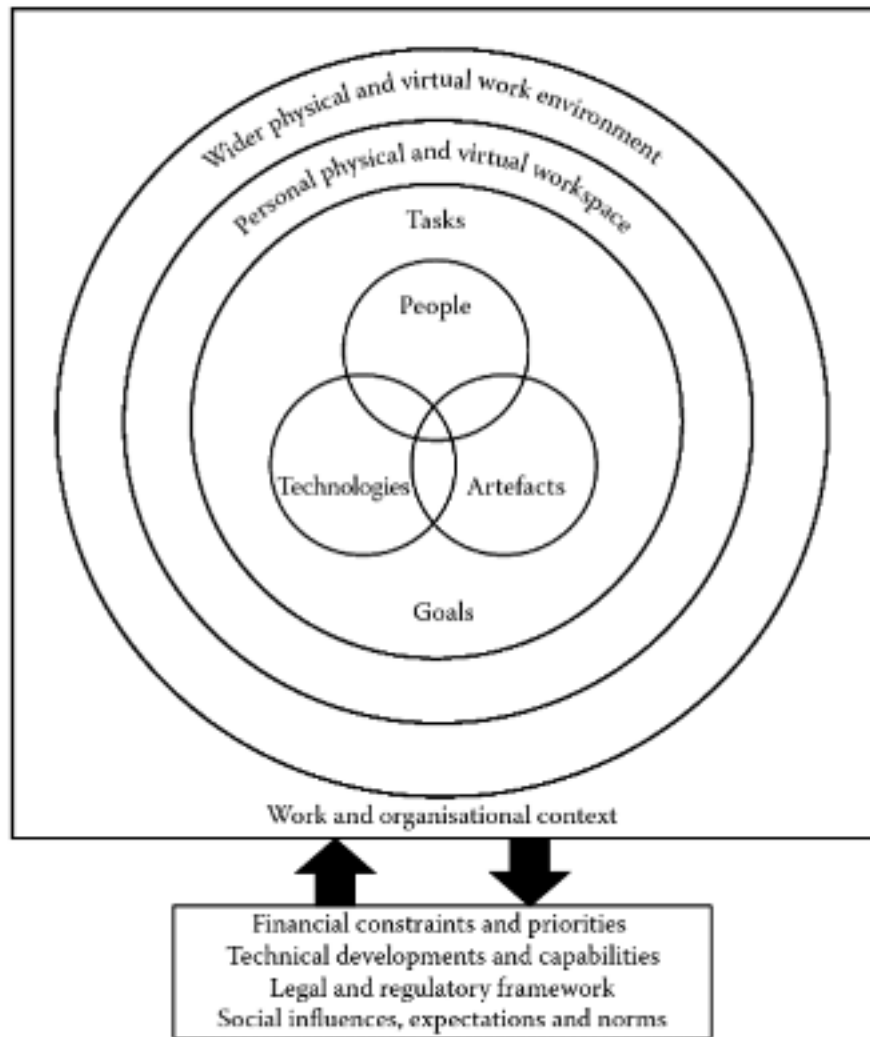 Wider physical and virtual work environment
Personal physical and virtual workspace
Tasks
People
Technologies
Artefacts
Goals
Work and organisational context
Financial constraints and priorities
Technical developments and capabilities
Legal and regulatory framework
Social influences, expectations and norms